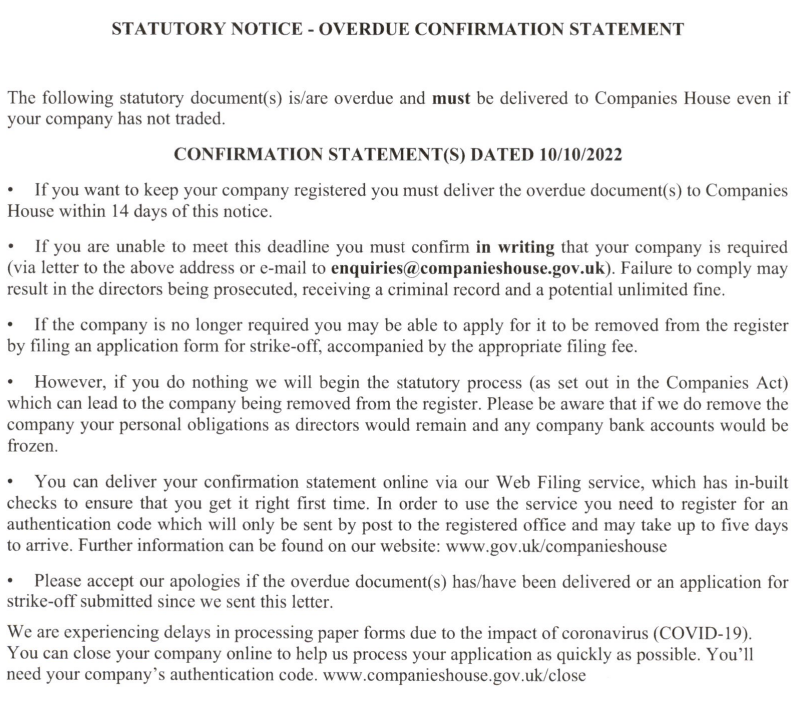 STATUTORY NOTICE - OVERDUE CONFIRMATION STATEMENT
The following statutory document(s) is/are overdue and must be delivered to Companies House even if
your company has not traded.
CONFIRMATION STATEMENT(S) DATED 10/10/2022
• If you want to keep your company registered you must deliver the overdue document(s) to Companies
House within 14 days of this notice.
• If you are unable to meet this deadline you must confirm in writing that your company is required
(via letter to the above address or e-mail to enquiries@companieshouse.gov.uk). Failure to comply may
result in the directors being prosecuted, receiving a criminal record and a potential unlimited fine.
• If the company is no longer required you may be able to apply for it to be removed from the register
by filing an application form for strike-off, accompanied by the appropriate filing fee.
• However, if you do nothing we will begin the statutory process (as set out in the Companies Act)
which can lead to the company being removed from the register. Please be aware that if we do remove the
company your personal obligations as directors would remain and any company bank accounts would be
frozen.
• You can deliver your confirmation statement online via our Web Filing service, which has in-built
checks to ensure that you get it right first time. In order to use the service you need to register for an
authentication code which will only be sent by post to the registered office and may take up to five days
to arrive. Further information can be found on our website: www.gov.uk/companieshouse
• Please accept our apologies if the overdue document(s) has/have been delivered or an application for
strike-off submitted since we sent this letter.
We are experiencing delays in processing paper forms due to the impact of coronavirus (COVID-19).
You can close your company online to help us process your application as quickly as possible. You'll
need your company's authentication code. www.companieshouse.gov.uk/close